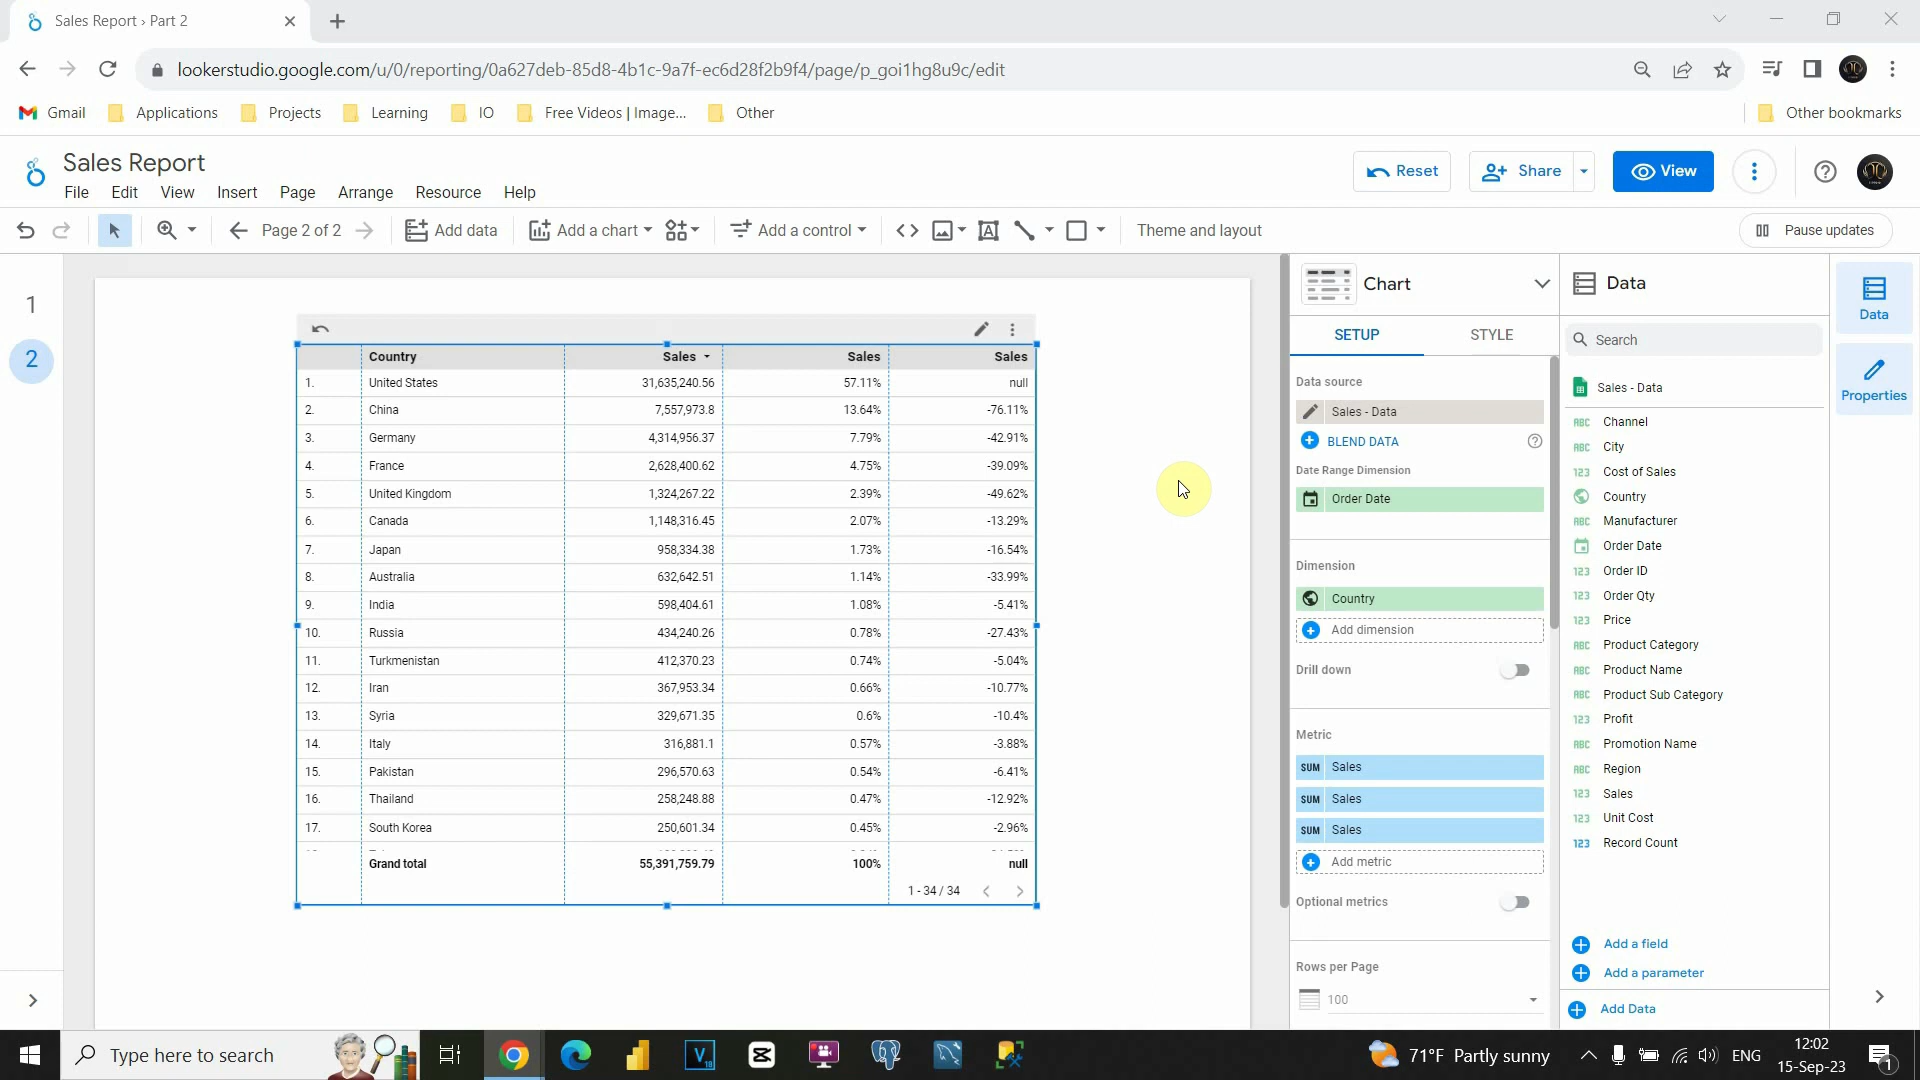 Sales Report › Part 2
lookerstudio.google.com/u/0/reporting/0a627deb-85d8-4b1c-9a7f-ec6d28f2b9f4/page/p_goi1hg8u9c/edit
Gmail Applications Projects Learning IO Free Videos | Image... Other Other bookmarks
Sales Report
File Edit View Insert Page Arrange Resource Help
Reset Share View
Page 2 of 2 Add data Add a chart Add a control Theme and layout Pause updates
1
2
Country Sales Sales Sales
1. United States 31,635,240.56 57.11% null
2. China 7,557,973.8 13.64% -76.11%
3. Germany 4,314,956.37 7.79% -42.91%
4. France 2,628,400.62 4.75% -39.09%
5. United Kingdom 1,324,267.22 2.39% -49.62%
6. Canada 1,148,316.45 2.07% -13.29%
7. Japan 958,334.38 1.73% -16.54%
8. Australia 632,642.51 1.14% -33.99%
9. India 598,404.61 1.08% -5.41%
10. Russia 434,240.26 0.78% -27.43%
11. Turkmenistan 412,370.23 0.74% -5.04%
12. Iran 367,953.34 0.66% -10.77%
13. Syria 329,671.35 0.6% -10.4%
14. Italy 316,881.1 0.57% -3.88%
15. Pakistan 296,570.63 0.54% -6.41%
16. Thailand 258,248.88 0.47% -12.92%
17. South Korea 250,601.34 0.45% -2.96%
Grand total 55,391,759.79 100% null
1 - 34 / 34
Chart
SETUP STYLE
Data source
Sales - Data
BLEND DATA
Date Range Dimension
Order Date
Dimension
Country
Add dimension
Drill down
Metric
SUM Sales
SUM Sales
SUM Sales
Add metric
Optional metrics
Rows per Page
100
Data
Search
Sales - Data
ABC Channel
ABC City
123 Cost of Sales
Country
ABC Manufacturer
Order Date
123 Order ID
123 Order Qty
123 Price
ABC Product Category
ABC Product Name
ABC Product Sub Category
123 Profit
ABC Promotion Name
ABC Region
123 Sales
123 Unit Cost
123 Record Count
Add a field
Add a parameter
Add Data
Data
Properties
Type here to search
71°F Partly sunny
ENG
12:02
15-Sep-23
1